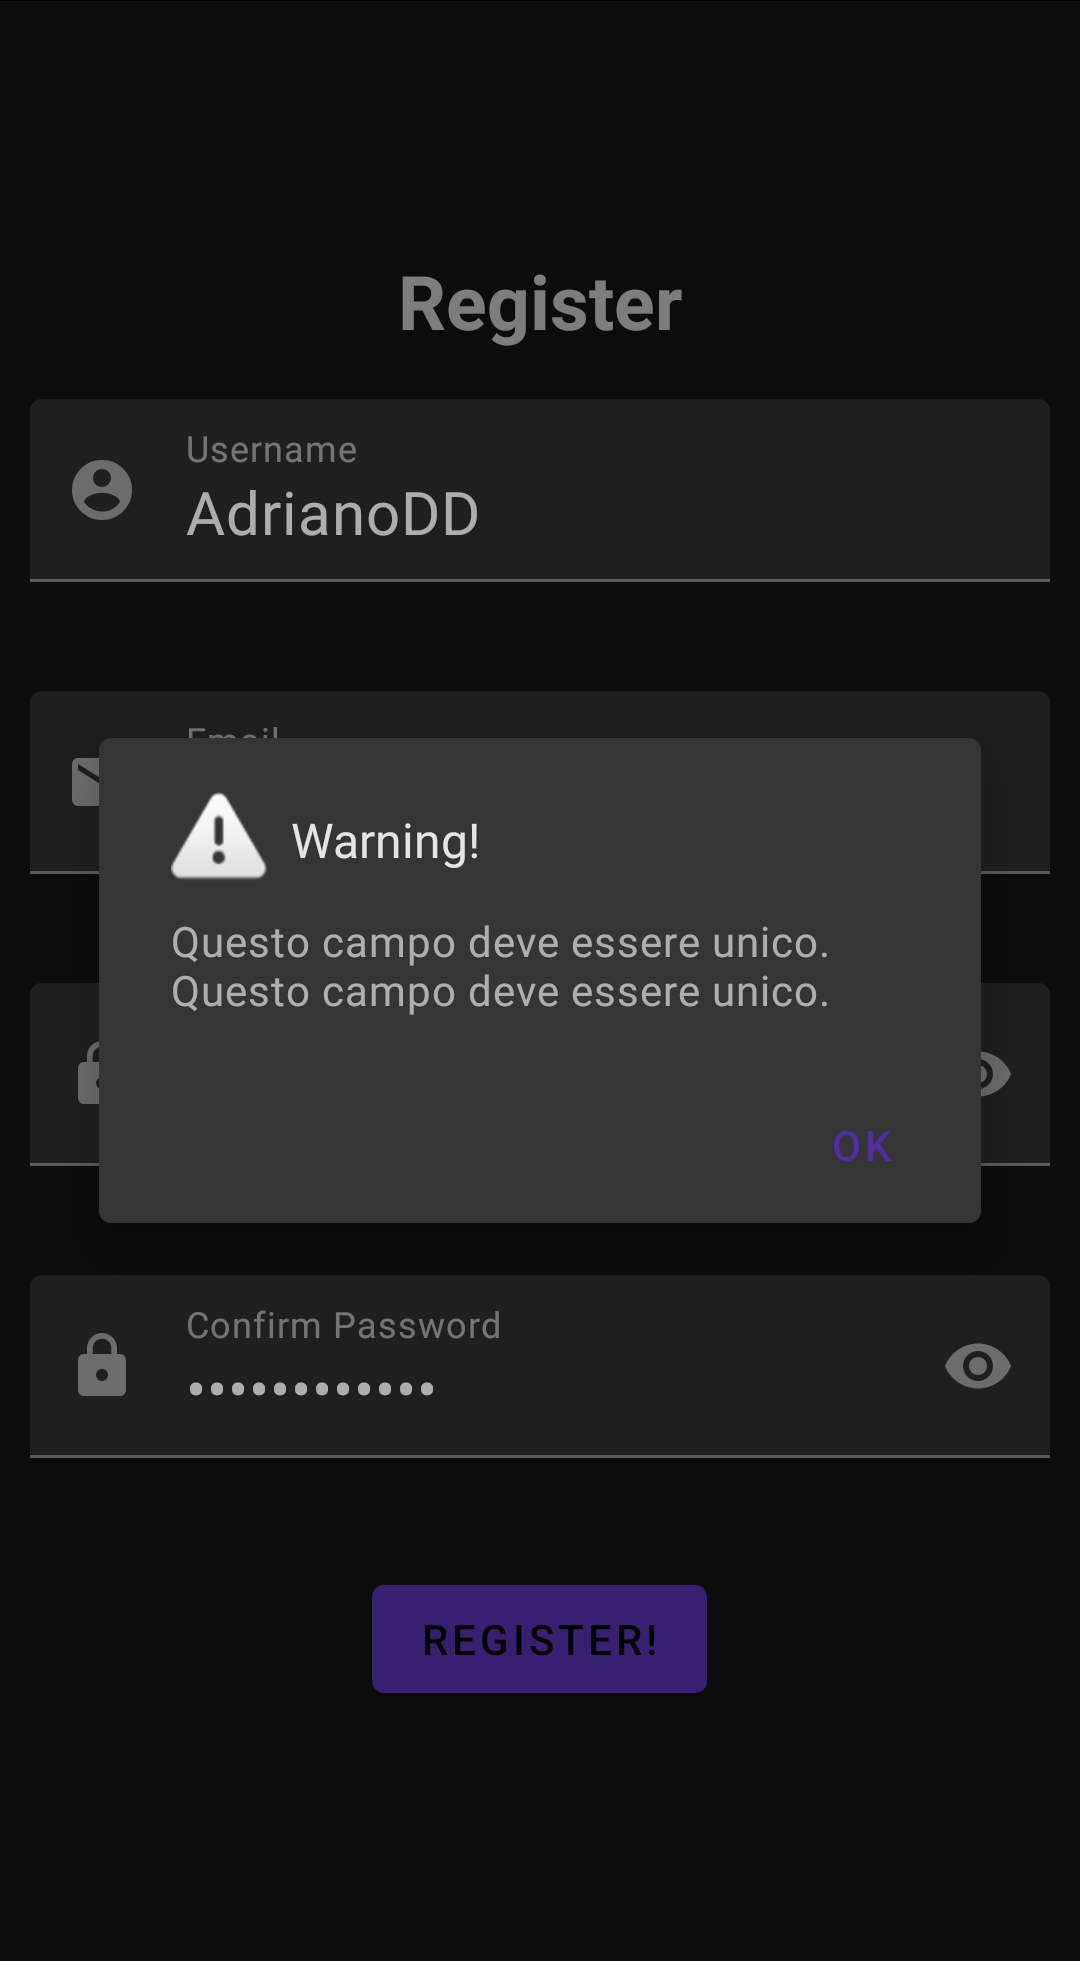 Register
Username
AdrianoDD
Email
Warning!
Questo campo deve essere unico.
Questo campo deve essere unico.
OK
Confirm Password
••••••••••••
REGISTER!